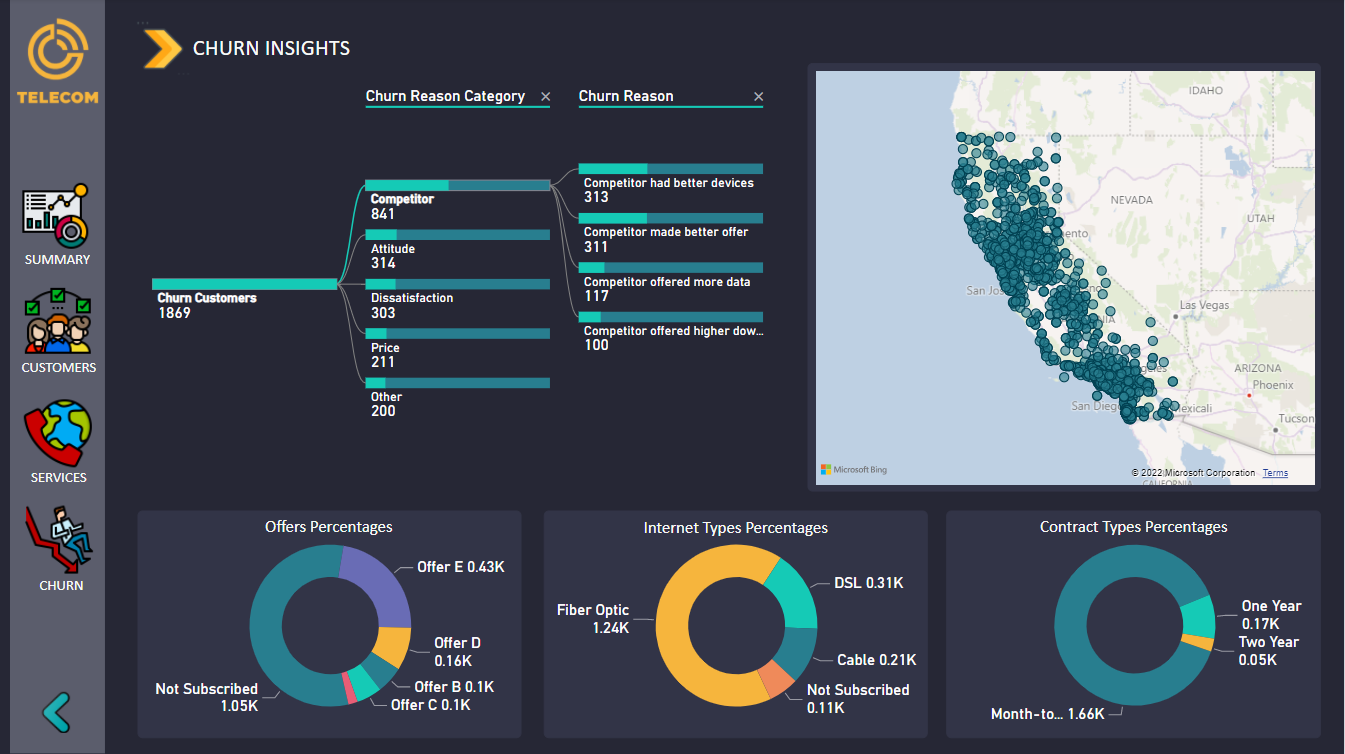 TELECOM
SUMMARY
CUSTOMERS
SERVICES
CHURN
CHURN INSIGHTS
Churn Reason Category
Churn Reason
Churn Customers
1869
Competitor
841
Attitude
314
Dissatisfaction
303
Price
211
Other
200
Competitor had better devices
313
Competitor made better offer
311
Competitor offered more data
117
Competitor offered higher dow...
100
IDAHO
NEVADA
UTAH
ento
San Jos
Las Vegas
ARIZONA
Phoenix
San Diego
Mexicali
Tucson
Microsoft Bing
© 2022 Microsoft Corporation
Terms
CALIFORNIA
Offers Percentages
Offer E 0.43K
Offer D
0.16K
Offer B 0.1K
Offer C 0.1K
Not Subscribed
1.05K
Internet Types Percentages
DSL 0.31K
Fiber Optic
1.24K
Cable 0.21K
Not Subscribed
0.11K
Contract Types Percentages
One Year
0.17K
Two Year
0.05K
Month-to... 1.66K